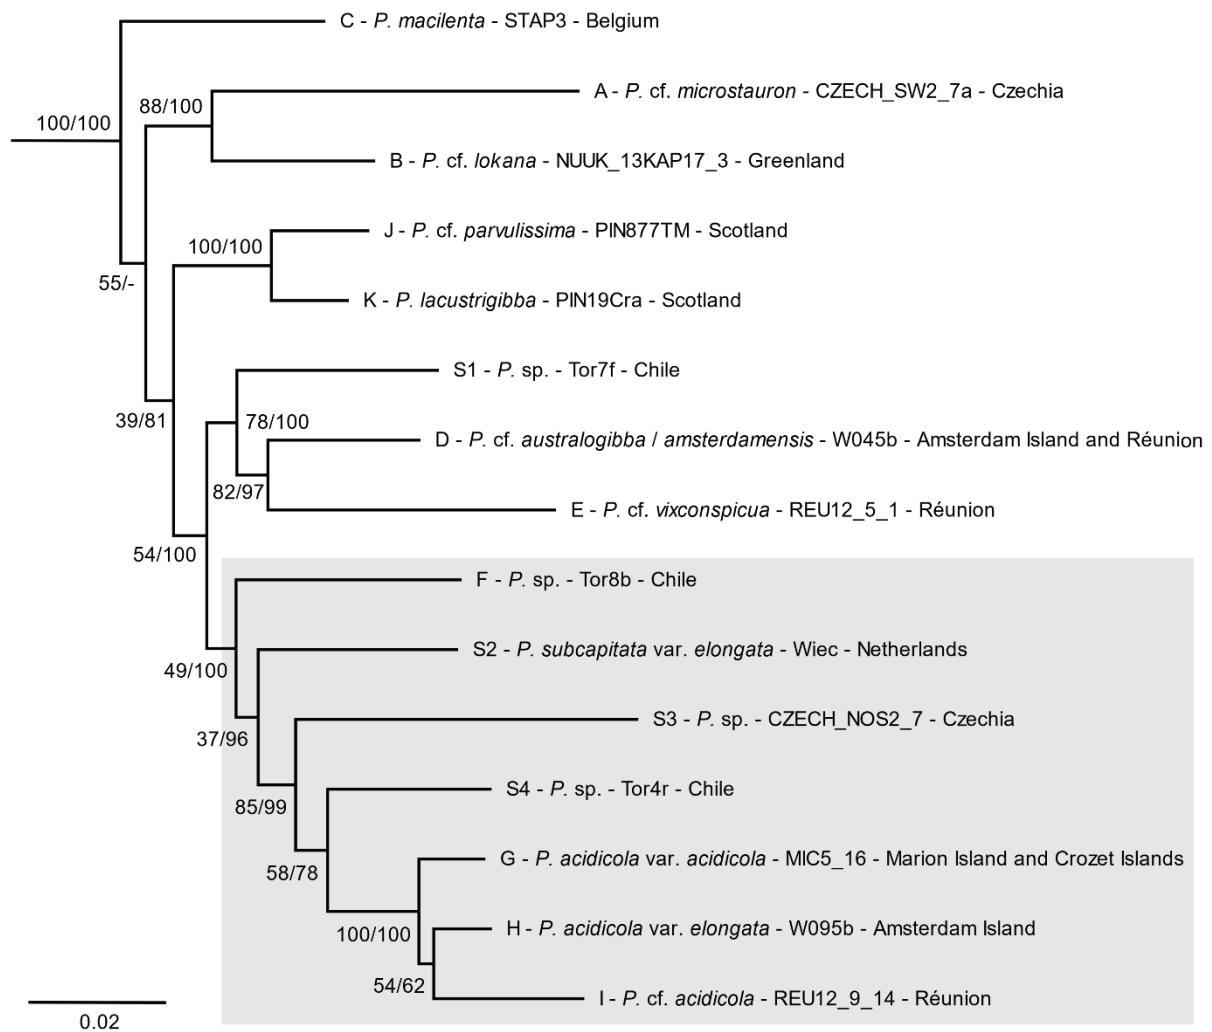 C - P. macilenta - STAP3 - Belgium
88/100
A - P. cf. microstauron - CZECH_SW2_7a - Czechia
100/100
B - P. cf. lokana - NUUK_13KAP17_3 - Greenland
J - P. cf. parvulissima - PIN877TM - Scotland
100/100
55/-
K - P. lacustrigibba - PIN19Cra - Scotland
S1 - P. sp. - Tor7f - Chile
39/81
78/100
D - P. cf. australogibba / amsterdamensis - W045b - Amsterdam Island and Réunion
82/97
E - P. cf. vixconspicua - REU12_5_1 - Réunion
54/100
F - P. sp. - Tor8b - Chile
S2 - P. subcapitata var. elongata - Wiec - Netherlands
49/100
S3 - P. sp. - CZECH_NOS2_7 - Czechia
37/96
S4 - P. sp. - Tor4r - Chile
85/99
G - P. acidicola var. acidicola - MIC5_16 - Marion Island and Crozet Islands
58/78
H - P. acidicola var. elongata - W095b - Amsterdam Island
100/100
54/62
I - P. cf. acidicola - REU12_9_14 - Réunion
0.02